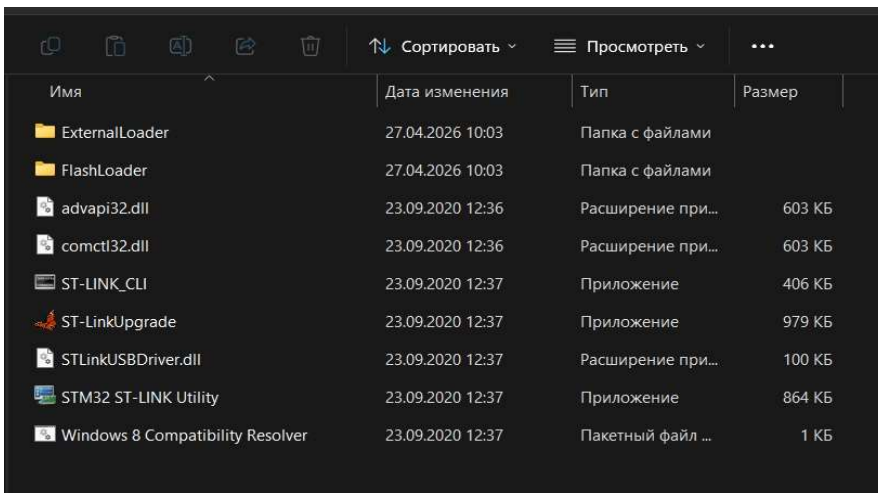 Сортировать Просмотреть
Имя Дата изменения Тип Размер
ExternalLoader 27.04.2026 10:03 Папка с файлами
FlashLoader 27.04.2026 10:03 Папка с файлами
advapi32.dll 23.09.2020 12:36 Расширение при... 603 КБ
comctl32.dll 23.09.2020 12:36 Расширение при... 603 КБ
ST-LINK_CLI 23.09.2020 12:37 Приложение 406 КБ
ST-LinkUpgrade 23.09.2020 12:37 Приложение 979 КБ
STLinkUSBDriver.dll 23.09.2020 12:37 Расширение при... 100 КБ
STM32 ST-LINK Utility 23.09.2020 12:37 Приложение 864 КБ
Windows 8 Compatibility Resolver 23.09.2020 12:37 Пакетный файл ... 1 КБ